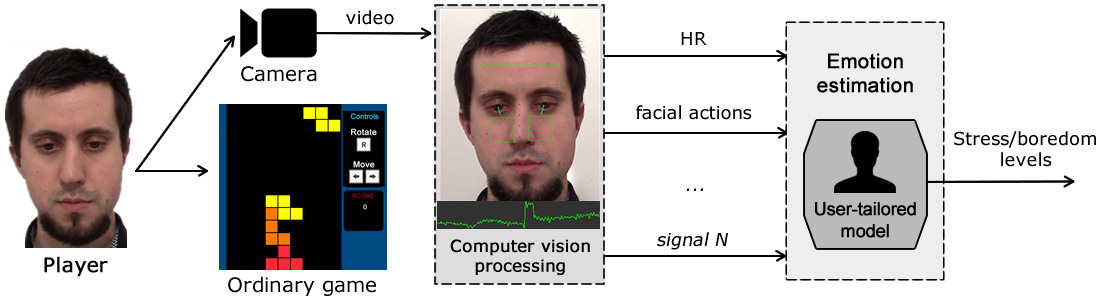 Player
Camera
video
Controls
Rotate
R
Move
SCORE
0
Ordinary game
Computer vision
processing
HR
facial actions
...
signal N
Emotion
estimation
User-tailored
model
Stress/boredom
levels